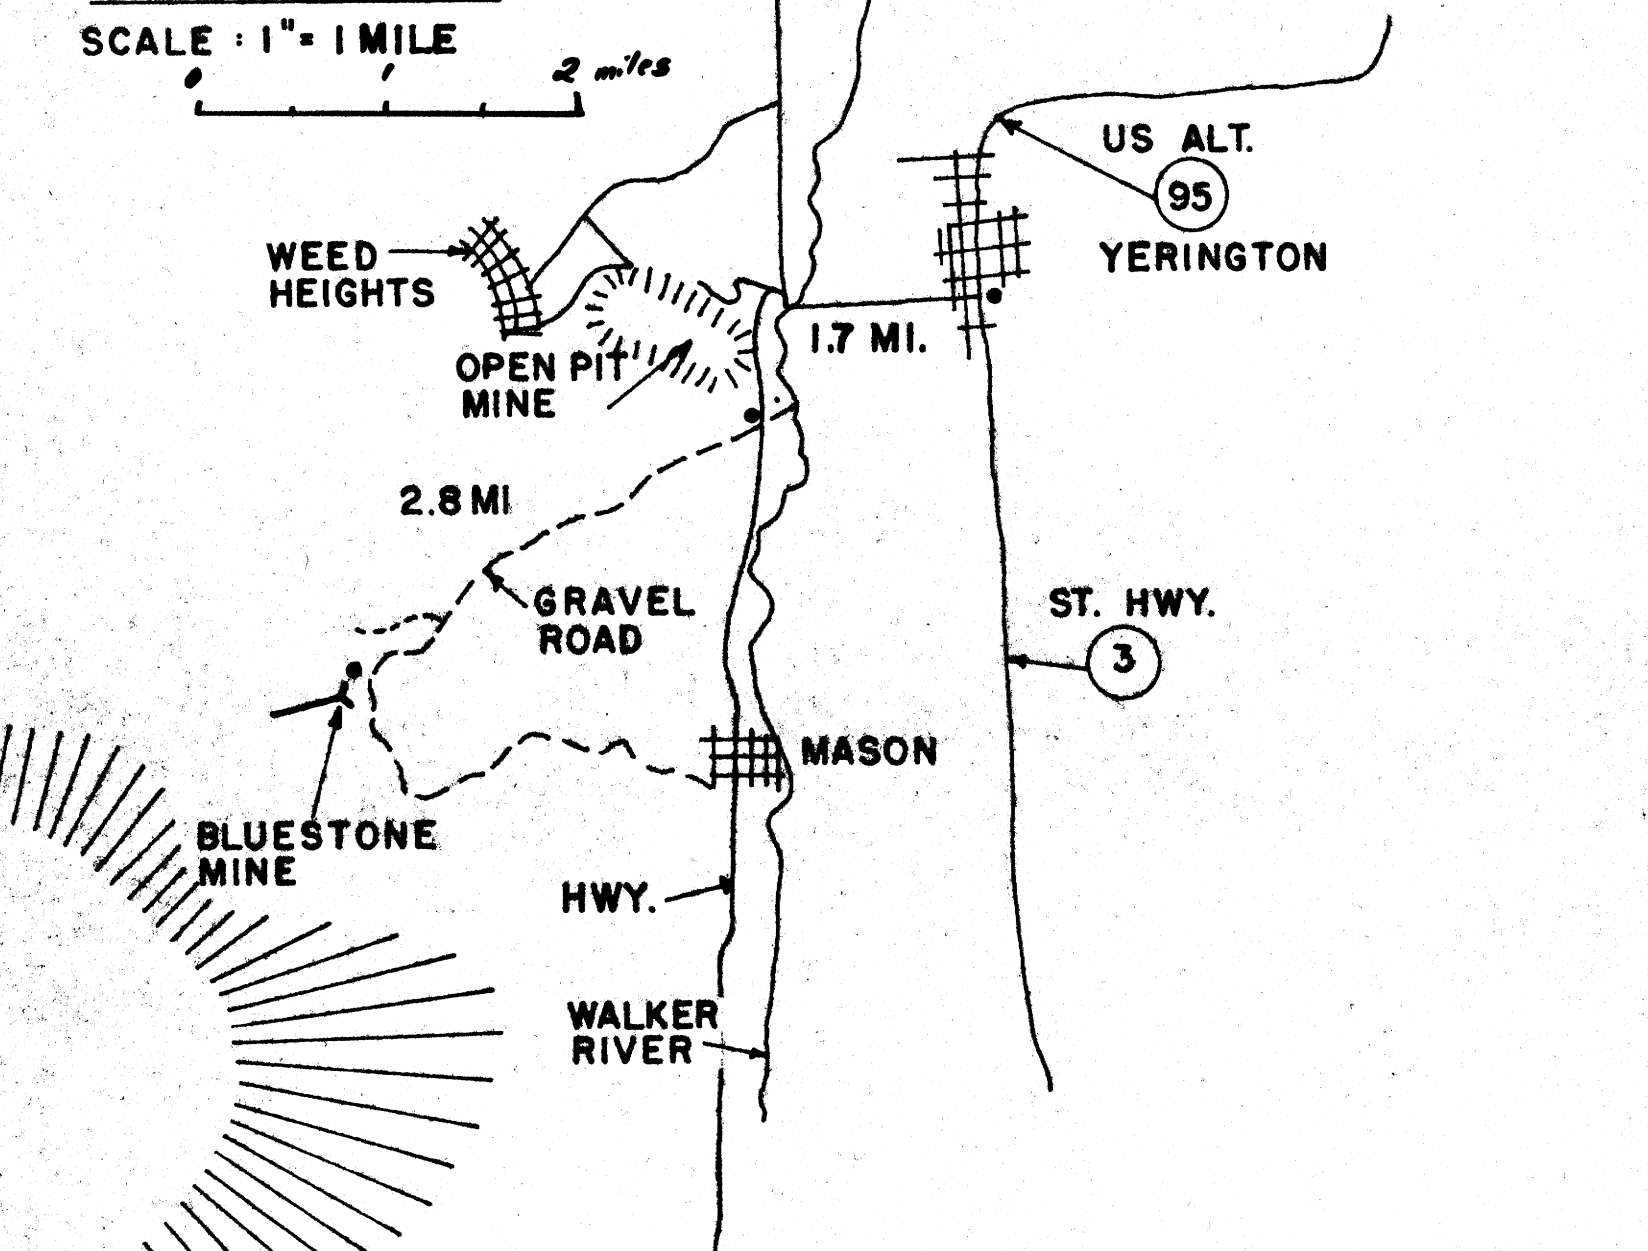 SCALE : 1" = 1 MILE
0 1 2 miles
US ALT.
95
WEED
HEIGHTS
YERINGTON
1.7 MI.
OPEN PIT
MINE
2.8 MI
GRAVEL
ROAD
ST. HWY.
3
MASON
BLUESTONE
MINE
HWY.
WALKER
RIVER